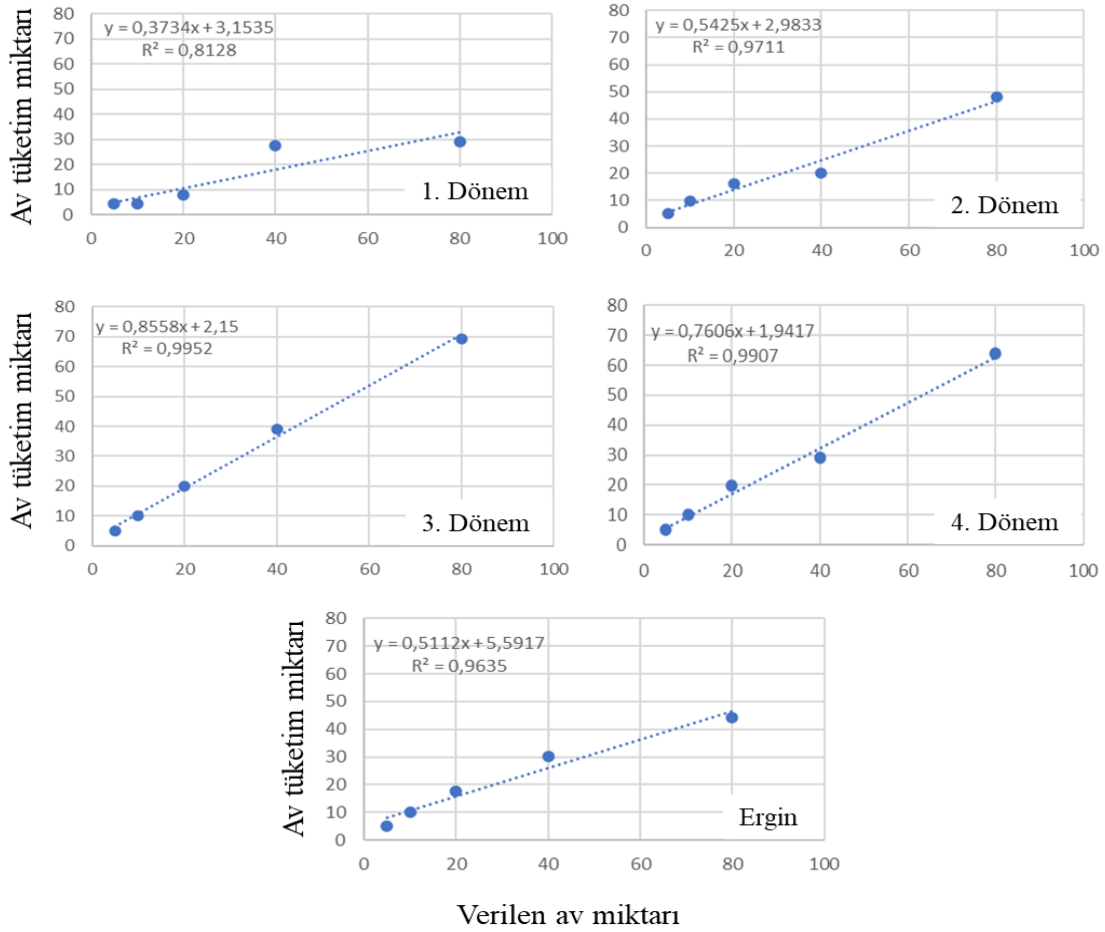 y = 0,3734x + 3,1535
R² = 0,8128
80
70
60
50
40
30
20
10
0
0 20 40 60 80 100
Av tüketim miktarı
1. Dönem
y = 0,5425x + 2,9833
R² = 0,9711
80
70
60
50
40
30
20
10
0
0 20 40 60 80 100
2. Dönem
y = 0,8558x + 2,15
R² = 0,9952
80
70
60
50
40
30
20
10
0
0 20 40 60 80 100
Av tüketim miktarı
3. Dönem
y = 0,7606x + 1,9417
R² = 0,9907
80
70
60
50
40
30
20
10
0
0 20 40 60 80 100
4. Dönem
y = 0,5112x + 5,5917
R² = 0,9635
80
70
60
50
40
30
20
10
0
0 20 40 60 80 100
Av tüketim miktarı
Ergin
Verilen av miktarı